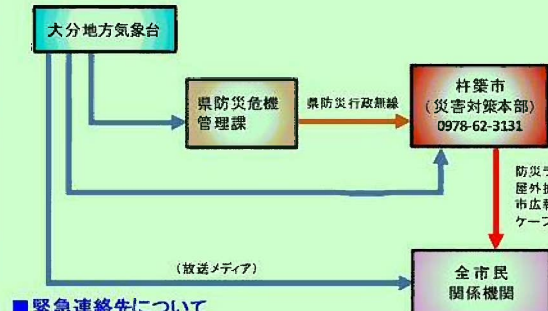 大分地方気象台
県防災危機
管理課
県防災行政無線
杵築市
(災害対策本部)
0978-62-3131
防災
屋外
市広
ケー
(放送メディア)
全市民
関係機関
■緊急連絡先について